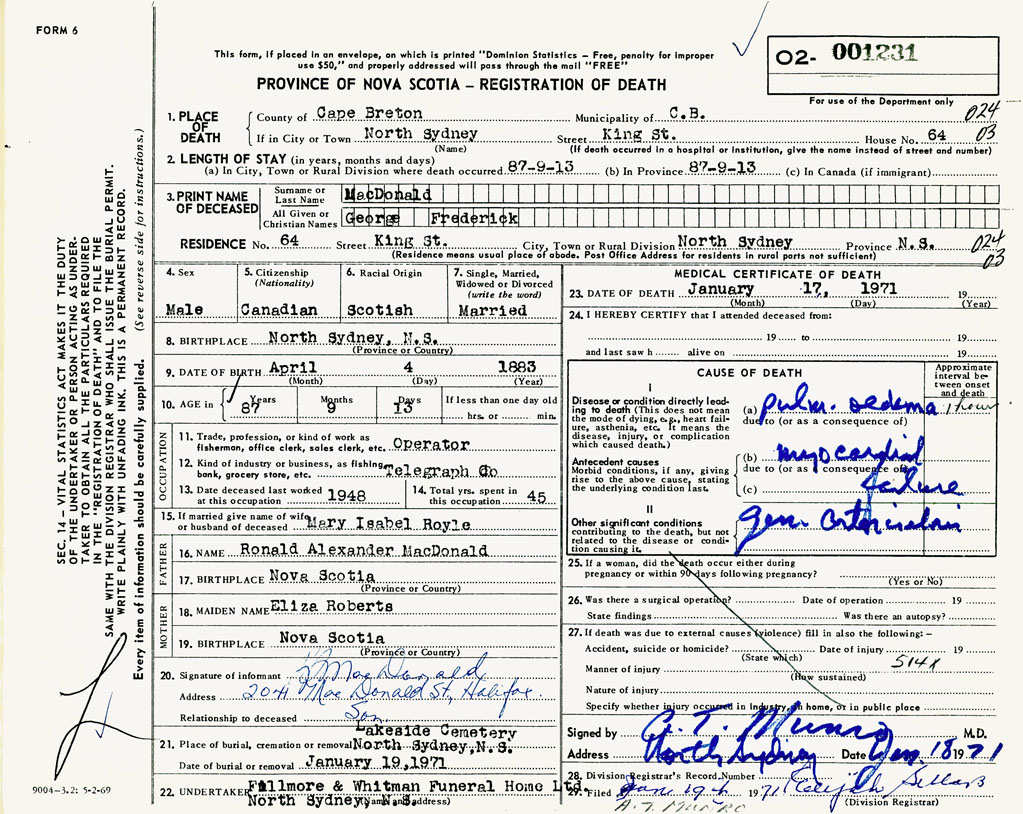 FORM 6
This form, if placed in an envelope, on which is printed "Dominion Statistics – Free, penalty for improper
use $50," and properly addressed will pass through the mail "FREE"
PROVINCE OF NOVA SCOTIA – REGISTRATION OF DEATH
O2- 001231
For use of the Department only
024
03
1. PLACE OF DEATH
County of Cape Breton Municipality of C.B.
If in City or Town North Sydney Street King St. House No. 64
(Name) (If death occurred in a hospital or institution, give the name instead of street and number)
2. LENGTH OF STAY (in years, months and days)
(a) In City, Town or Rural Division where death occurred 87-9-13 (b) In Province 87-9-13 (c) In Canada (if immigrant)
3. PRINT NAME OF DECEASED
Surname or Last Name MacDonald
All Given or Christian Names George Frederick
RESIDENCE No. 64 Street King St. City, Town or Rural Division North Sydney Province N.S. 024
03
(Residence means usual place of abode. Post Office Address for residents in rural parts not sufficient)
SEC. 14 – VITAL STATISTICS ACT MAKES IT THE DUTY
OF THE UNDERTAKER OR PERSON ACTING AS UNDER-
TAKER TO OBTAIN ALL THE PARTICULARS REQUIRED
IN THE "REGISTRATION OF DEATH" AND TO FILE THE
SAME WITH THE DIVISION REGISTRAR WHO SHALL ISSUE THE BURIAL PERMIT.
WRITE PLAINLY WITH UNFADING INK. THIS IS A PERMANENT RECORD.
Every item of information should be carefully supplied. (See reverse side for instructions.)
4. Sex
Male
5. Citizenship
(Nationality)
Canadian
6. Racial Origin
Scotish
7. Single, Married,
Widowed or Divorced
(write the word)
Married
8. BIRTHPLACE North Sydney, N.S.
(Province or Country)
9. DATE OF BIRTH April 4 1883
(Month) (Day) (Year)
10. AGE in Years 87 Months 9 Days 13
If less than one day old
hrs. or min.
OCCUPATION
11. Trade, profession, or kind of work as
fisherman, office clerk, sales clerk, etc. Operator
12. Kind of industry or business, as fishing,
bank, grocery store, etc. Telegraph Co
13. Date deceased last worked
at this occupation 1948
14. Total yrs. spent in
this occupation 45
15. If married give name of wife
or husband of deceased Mary Isabel Royle
FATHER
16. NAME Ronald Alexander MacDonald
17. BIRTHPLACE Nova Scotia
(Province or Country)
MOTHER
18. MAIDEN NAME Eliza Roberts
19. BIRTHPLACE Nova Scotia
(Province or Country)
20. Signature of informant MacDonald
Address 2041 MacDonald St, Halifax.
Relationship to deceased Son
21. Place of burial, cremation or removal Lakeside Cemetery
North Sydney, N.S.
Date of burial or removal January 19, 1971
22. UNDERTAKER Fillmore & Whitman Funeral Home Ltd.
North Sydney, N.S.
(Name and address)
9004-3.2: 5-2-69
MEDICAL CERTIFICATE OF DEATH
23. DATE OF DEATH January 17, 1971 19
(Month) (Day) (Year)
24. I HEREBY CERTIFY that I attended deceased from:
19 to 19
and last saw h alive on 19
CAUSE OF DEATH
Approximate
interval be-
tween onset
and death
I
Disease or condition directly lead-
ing to death (This does not mean
the mode of dying, e.g., heart fail-
ure, asthenia, etc. It means the
disease, injury, or complication
which caused death.)
(a) pulm. oedema 1 hour
due to (or as a consequence of)
Antecedent causes
Morbid conditions, if any, giving
rise to the above cause, stating
the underlying condition last.
(b) myocardial
due to (or as a consequence of)
(c) failure
II
Other significant conditions
contributing to the death, but not
related to the disease or condi-
tion causing it.
gen.
25. If a woman, did the death occur either during
pregnancy or within 90 days following pregnancy?
(Yes or No)
26. Was there a surgical operation? Date of operation 19
State findings Was there an autopsy?
27. If death was due to external causes (violence) fill in also the following: –
Accident, suicide or homicide? Date of injury 19
(State which)
514X
Manner of injury
(How sustained)
Nature of injury
Specify whether injury occurred in industry, in home, or in public place
Signed by A. T. Munro M.D.
Address North Sydney Date Jan. 18 1971
28. Division Registrar's Record Number
29. Filed Jan. 19th 1971
(Division Registrar)
A.T. MUNRO